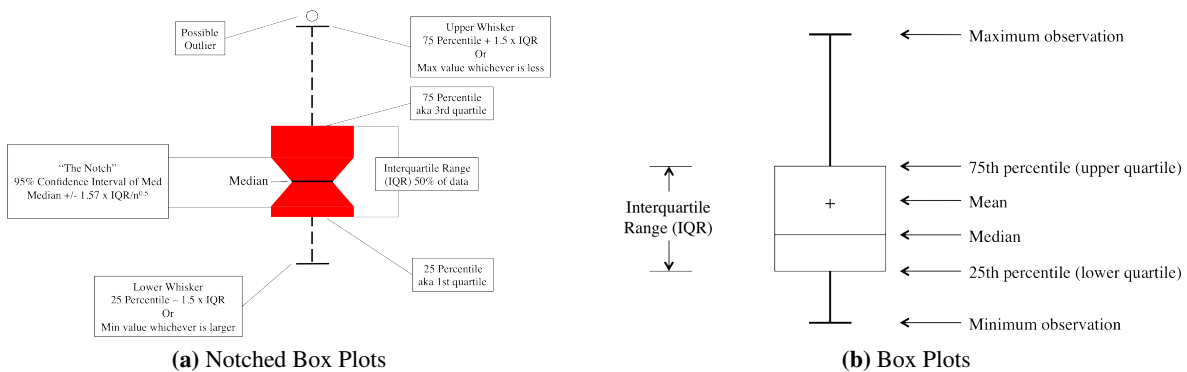 Possible
Outlier
Upper Whisker
75 Percentile + 1.5 x IQR
Or
Max value whichever is less
75 Percentile
aka 3rd quartile
“The Notch”
95% Confidence Interval of Med
Median +/- 1.57 x IQR/n^0.5
Median
Interquartile Range
(IQR) 50% of data
25 Percentile
aka 1st quartile
Lower Whisker
25 Percentile – 1.5 x IQR
Or
Min value whichever is larger
(a) Notched Box Plots
Maximum observation
75th percentile (upper quartile)
Mean
Interquartile
Range (IQR)
+
Median
25th percentile (lower quartile)
Minimum observation
(b) Box Plots